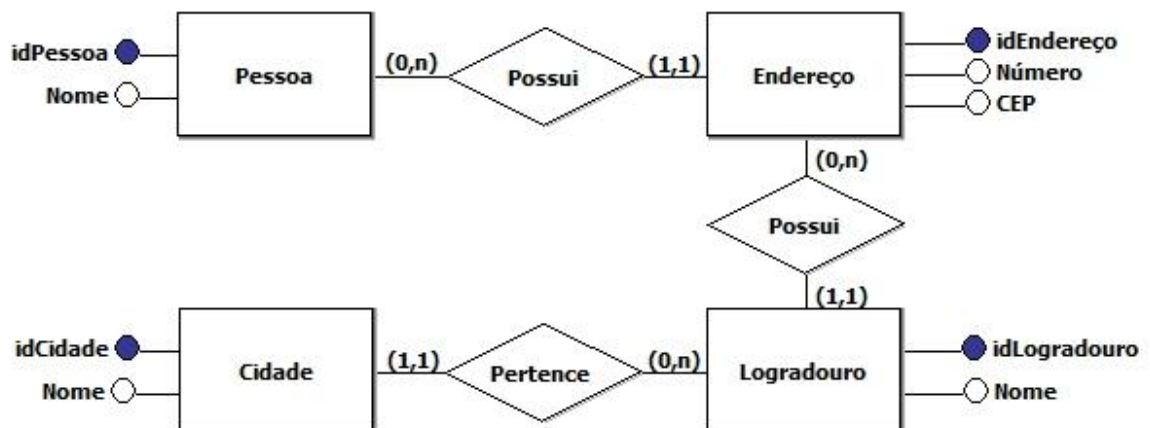 idPessoa
Nome
Pessoa
(0,n)
Possui
(1,1)
Endereço
idEndereço
Número
CEP
(0,n)
Possui
(1,1)
idCidade
Nome
Cidade
(1,1)
Pertence
(0,n)
Logradouro
idLogradouro
Nome